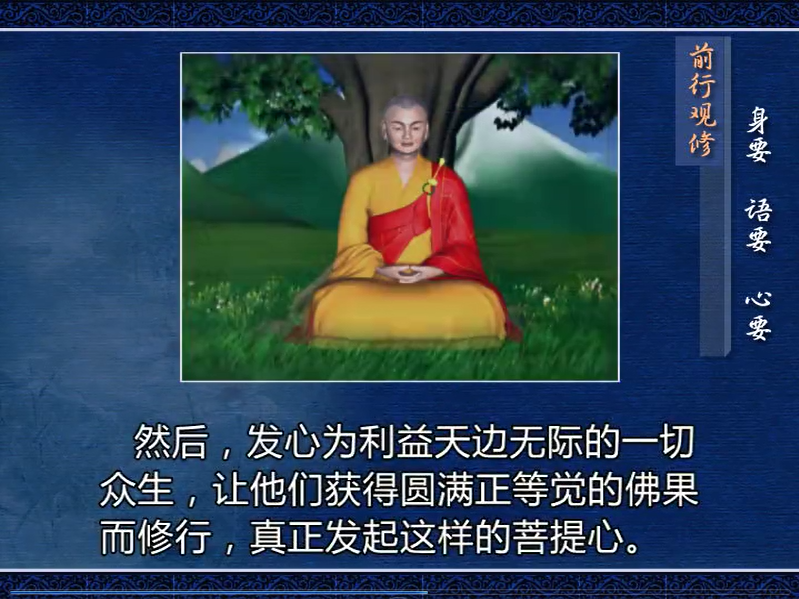 前行观修
身要 语要 心要
然后，发心为利益天边无际的一切
众生，让他们获得圆满正等觉的佛果
而修行，真正发起这样的菩提心。